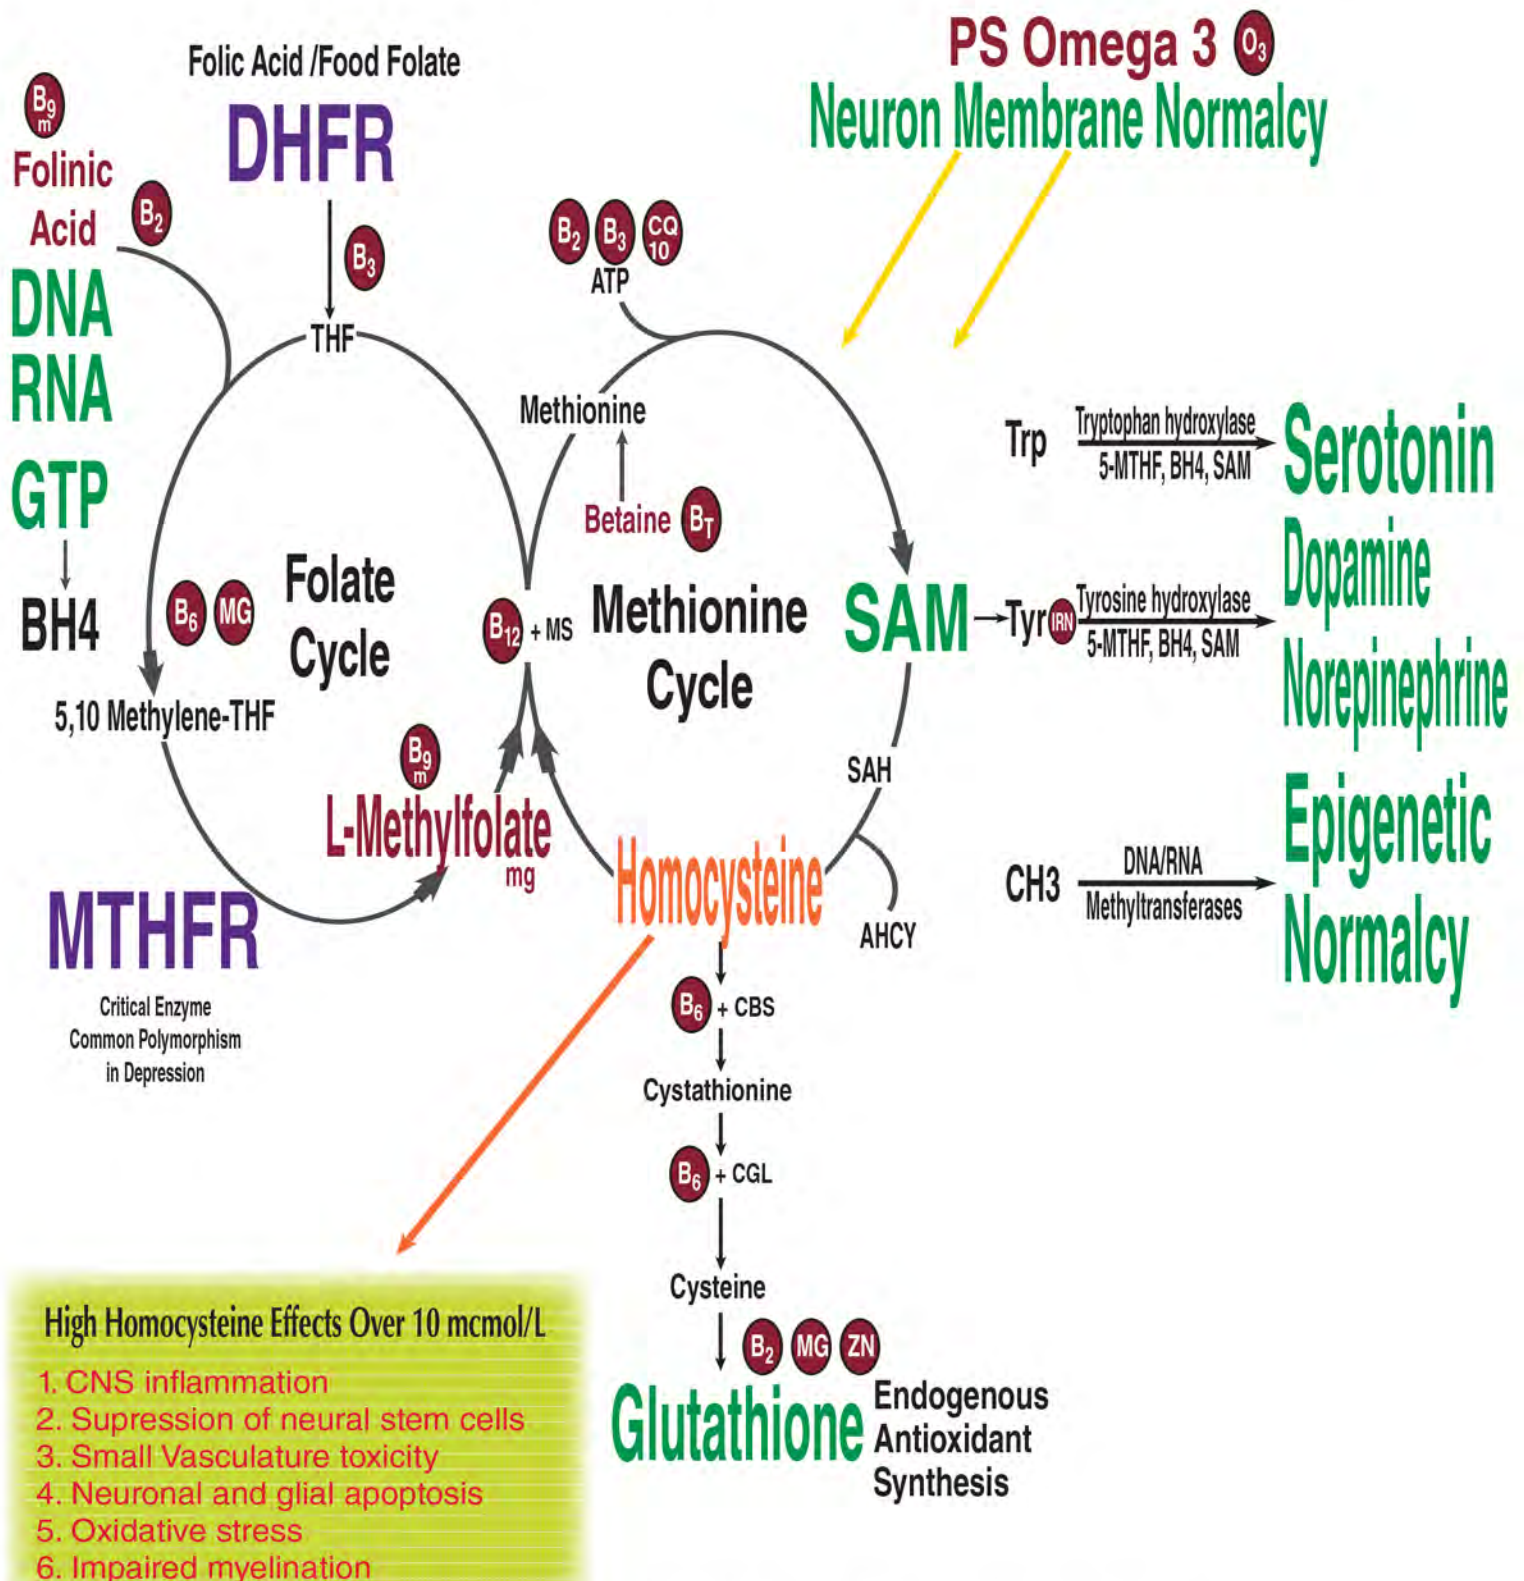 PS Omega 3 O3
Neuron Membrane Normalcy
Folic Acid /Food Folate
DHFR
B9
m
Folinic
Acid
B2
B3
DNA
RNA
GTP
BH4
THF
B2 B3 CQ
10
ATP
Methionine
Betaine BT
Folate
Cycle
B6 MG
B12 + MS
Methionine
Cycle
SAM
5,10 Methylene-THF
B9
m
L-Methylfolate
mg
MTHFR
Critical Enzyme
Common Polymorphism
in Depression
SAH
Homocysteine
AHCY
Trp
Tryptophan hydroxylase
5-MTHF, BH4, SAM
Serotonin
Tyr IRN
Tyrosine hydroxylase
5-MTHF, BH4, SAM
Dopamine
Norepinephrine
CH3
DNA/RNA
Methyltransferases
Epigenetic
Normalcy
B6 + CBS
Cystathionine
B6 + CGL
Cysteine
B2 MG ZN
Glutathione
Endogenous
Antioxidant
Synthesis
High Homocysteine Effects Over 10 mcmol/L
1. CNS inflammation
2. Supression of neural stem cells
3. Small Vasculature toxicity
4. Neuronal and glial apoptosis
5. Oxidative stress
6. Impaired myelination